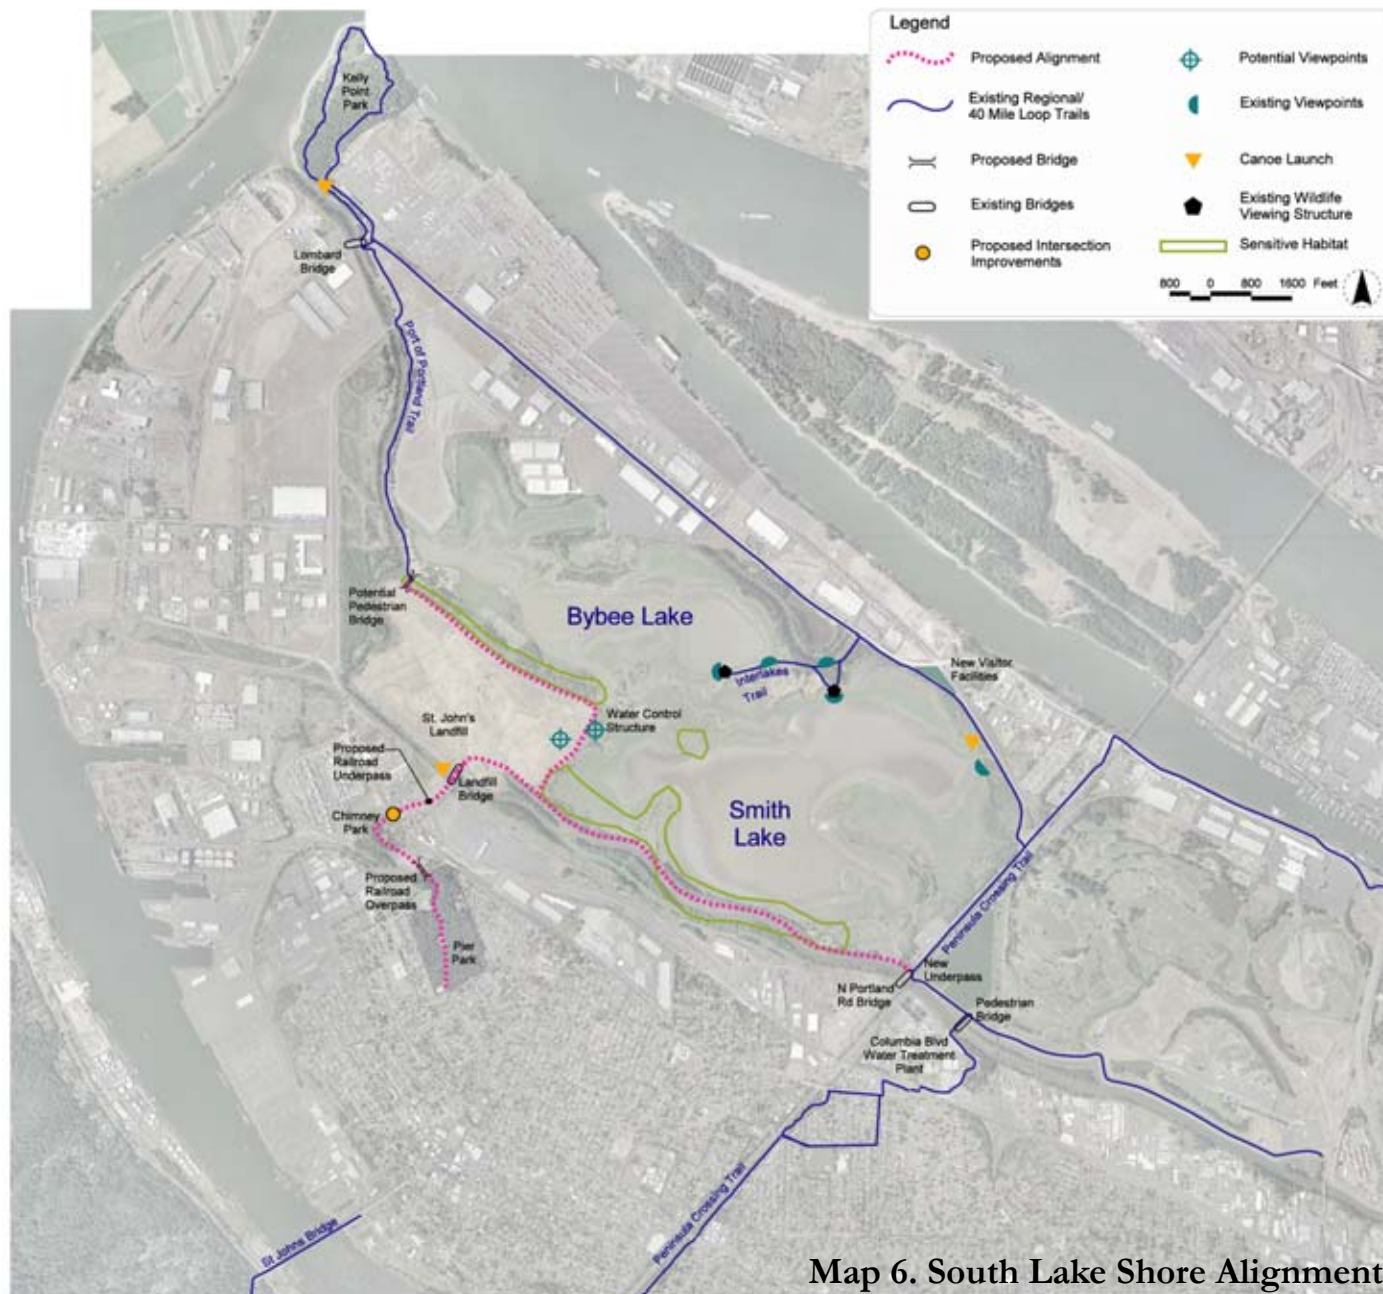 Legend
Proposed Alignment
Existing Regional/
40 Mile Loop Trails
Proposed Bridge
Existing Bridges
Proposed Intersection
Improvements
Potential Viewpoints
Existing Viewpoints
Canoe Launch
Existing Wildlife
Viewing Structure
Sensitive Habitat
800 0 800 1600 Feet
Kelly
Point
Park
Lombard
Bridge
Port of Portland Trail
Potential
Pedestrian
Bridge
Bybee Lake
Interlakes
Trail
New Visitor
Facilities
Water Control
Structure
St. John's
Landfill
Proposed
Railroad
Underpass
Landfill
Bridge
Chimney
Park
Smith
Lake
Proposed
Railroad
Overpass
Pier
Park
Peninsula Crossing Trail
New
Underpass
N Portland
Rd Bridge
Pedestrian
Bridge
Columbia Blvd
Water Treatment
Plant
Peninsula Crossing Trail
St Johns Bridge
Map 6. South Lake Shore Alignment